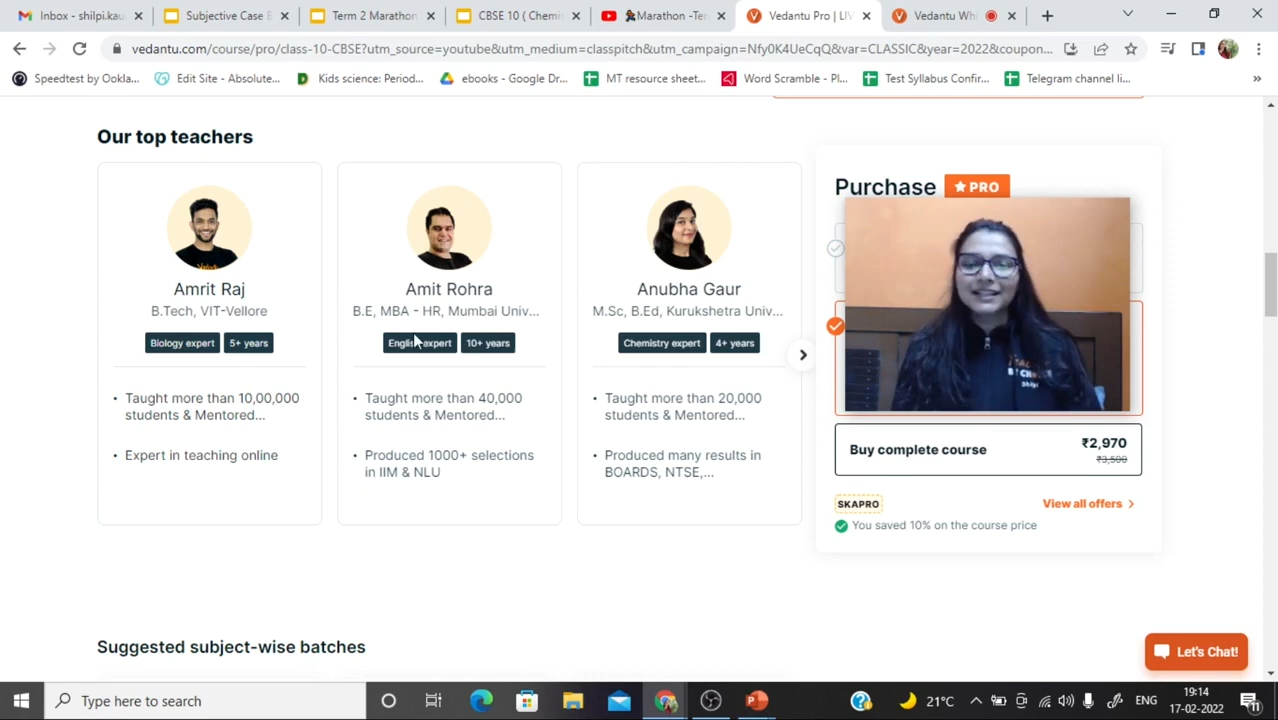 Inbox - shilpi.kau
Subjective Case B
Term 2 Marathon
CBSE 10 ( Chemis
Marathon -Ter
Vedantu Pro | LIV
Vedantu Whi
vedantu.com/course/pro/class-10-CBSE?utm_source=youtube&utm_medium=classpitch&utm_campaign=Nfy0K4UeCqQ&var=CLASSIC&year=2022&coupon...
Speedtest by Ookla...
Edit Site - Absolute...
Kids science: Period...
ebooks - Google Dr...
MT resource sheet...
Word Scramble - Pl...
Test Syllabus Confir...
Telegram channel li...
Our top teachers
Amrit Raj
B.Tech, VIT-Vellore
Biology expert 5+ years
• Taught more than 10,00,000
students & Mentored...
• Expert in teaching online
Amit Rohra
B.E, MBA - HR, Mumbai Univ...
English expert 10+ years
• Taught more than 40,000
students & Mentored...
• Produced 1000+ selections
in IIM & NLU
Anubha Gaur
M.Sc, B.Ed, Kurukshetra Univ...
Chemistry expert 4+ years
• Taught more than 20,000
students & Mentored...
• Produced many results in
BOARDS, NTSE,...
Purchase PRO
Shilpi
Buy complete course
₹2,970
₹3,500
SKAPRO
View all offers
You saved 10% on the course price
Suggested subject-wise batches
Let's Chat!
Type here to search
21°C
ENG
19:14
17-02-2022
11